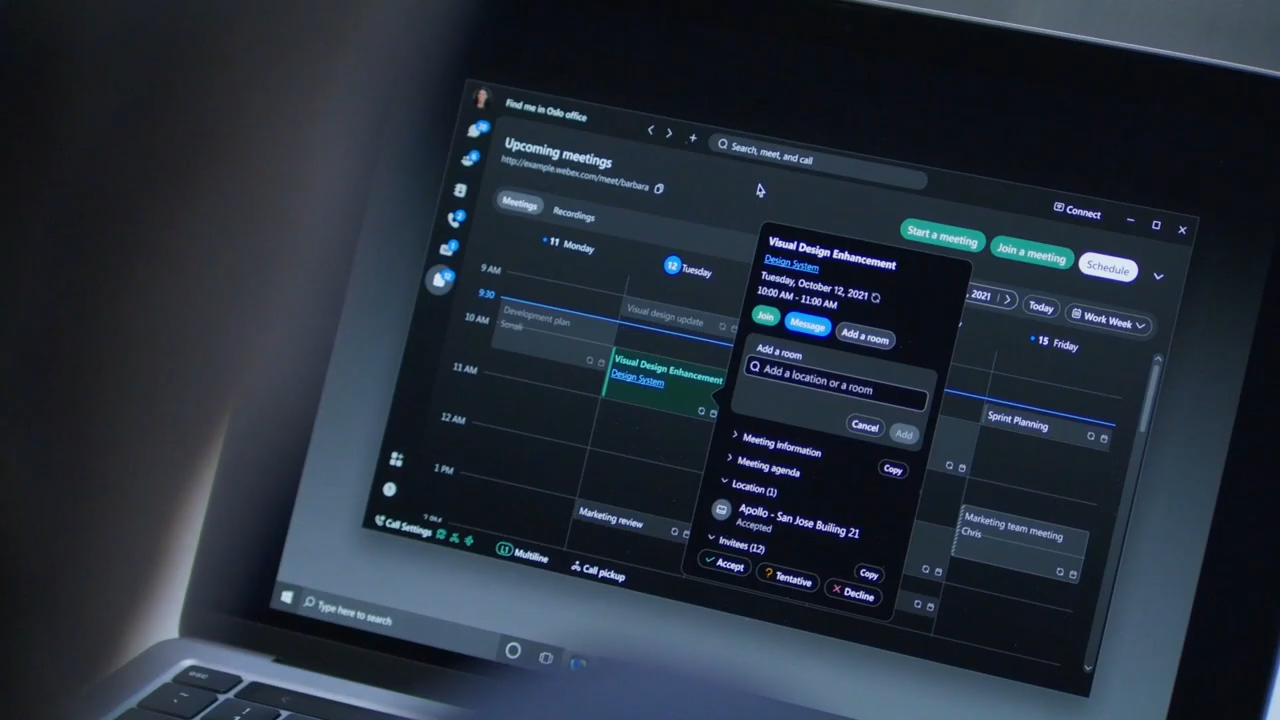 Find me in Oslo office
Search, meet, and call
Connect
Upcoming meetings
http://example.webex.com/meet/barbara
Meetings
Recordings
Start a meeting
Join a meeting
Schedule
11 Monday
12 Tuesday
, 2021
Today
Work Week
15 Friday
9 AM
9:30
10 AM
11 AM
12 AM
1 PM
Development plan
Sonali
Visual design update
Visual Design Enhancement
Design System
Marketing review
Visual Design Enhancement
Design System
Tuesday, October 12, 2021
10:00 AM - 11:00 AM
Join
Message
Add a room
Add a room
Add a location or a room
Cancel
Add
Meeting information
Copy
Meeting agenda
Location (1)
Apollo - San Jose Builing 21
Accepted
Invitees (12)
Copy
Accept
Tentative
Decline
Sprint Planning
Marketing team meeting
Chris
Call Settings
L1 Multiline
Call pickup
Type here to search
esc